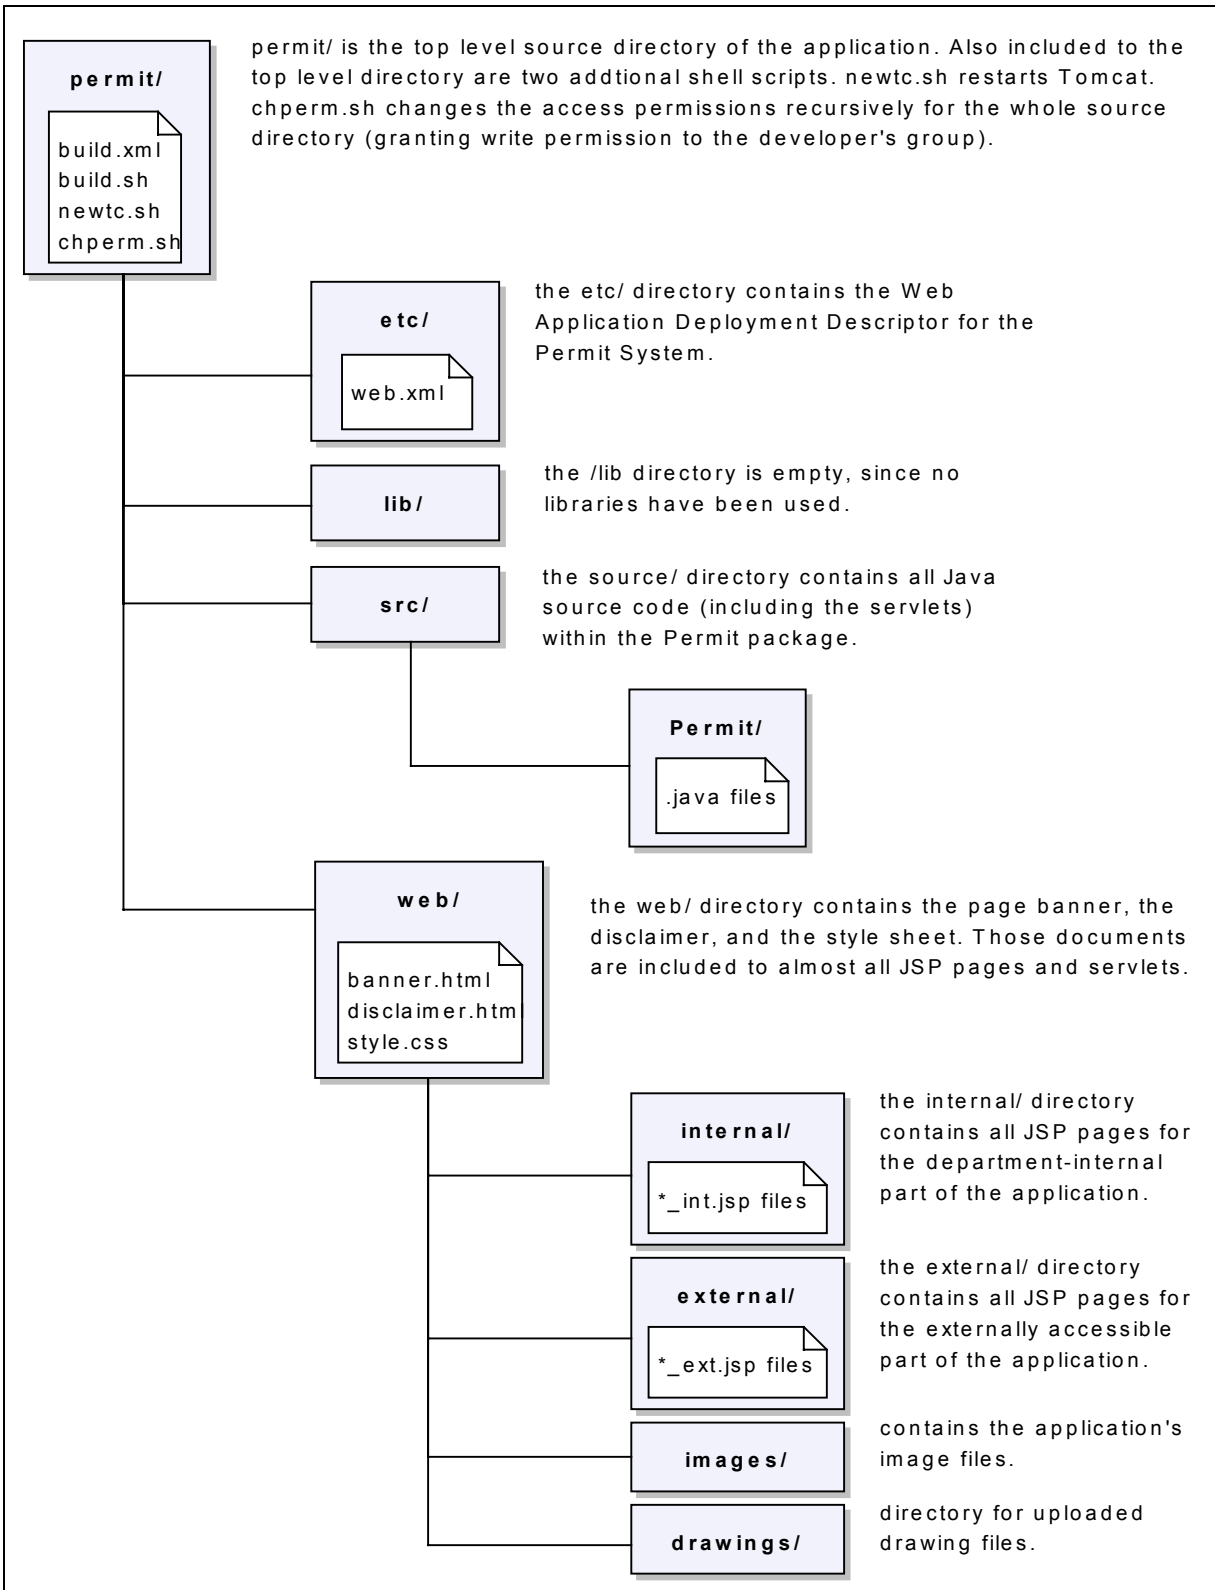 permit/
build.xml
build.sh
newtc.sh
chperm.sh
permit/ is the top level source directory of the application. Also included to the
top level directory are two addtional shell scripts. newtc.sh restarts Tomcat.
chperm.sh changes the access permissions recursively for the whole source
directory (granting write permission to the developer's group).
etc/
web.xml
the etc/ directory contains the Web
Application Deployment Descriptor for the
Permit System.
lib/
the /lib directory is empty, since no
libraries have been used.
src/
the source/ directory contains all Java
source code (including the servlets)
within the Permit package.
Permit/
.java files
web/
banner.html
disclaimer.html
style.css
the web/ directory contains the page banner, the
disclaimer, and the style sheet. Those documents
are included to almost all JSP pages and servlets.
internal/
*_int.jsp files
the internal/ directory
contains all JSP pages for
the department-internal
part of the application.
external/
*_ext.jsp files
the external/ directory
contains all JSP pages for
the externally accessible
part of the application.
images/
contains the application's
image files.
drawings/
directory for uploaded
drawing files.